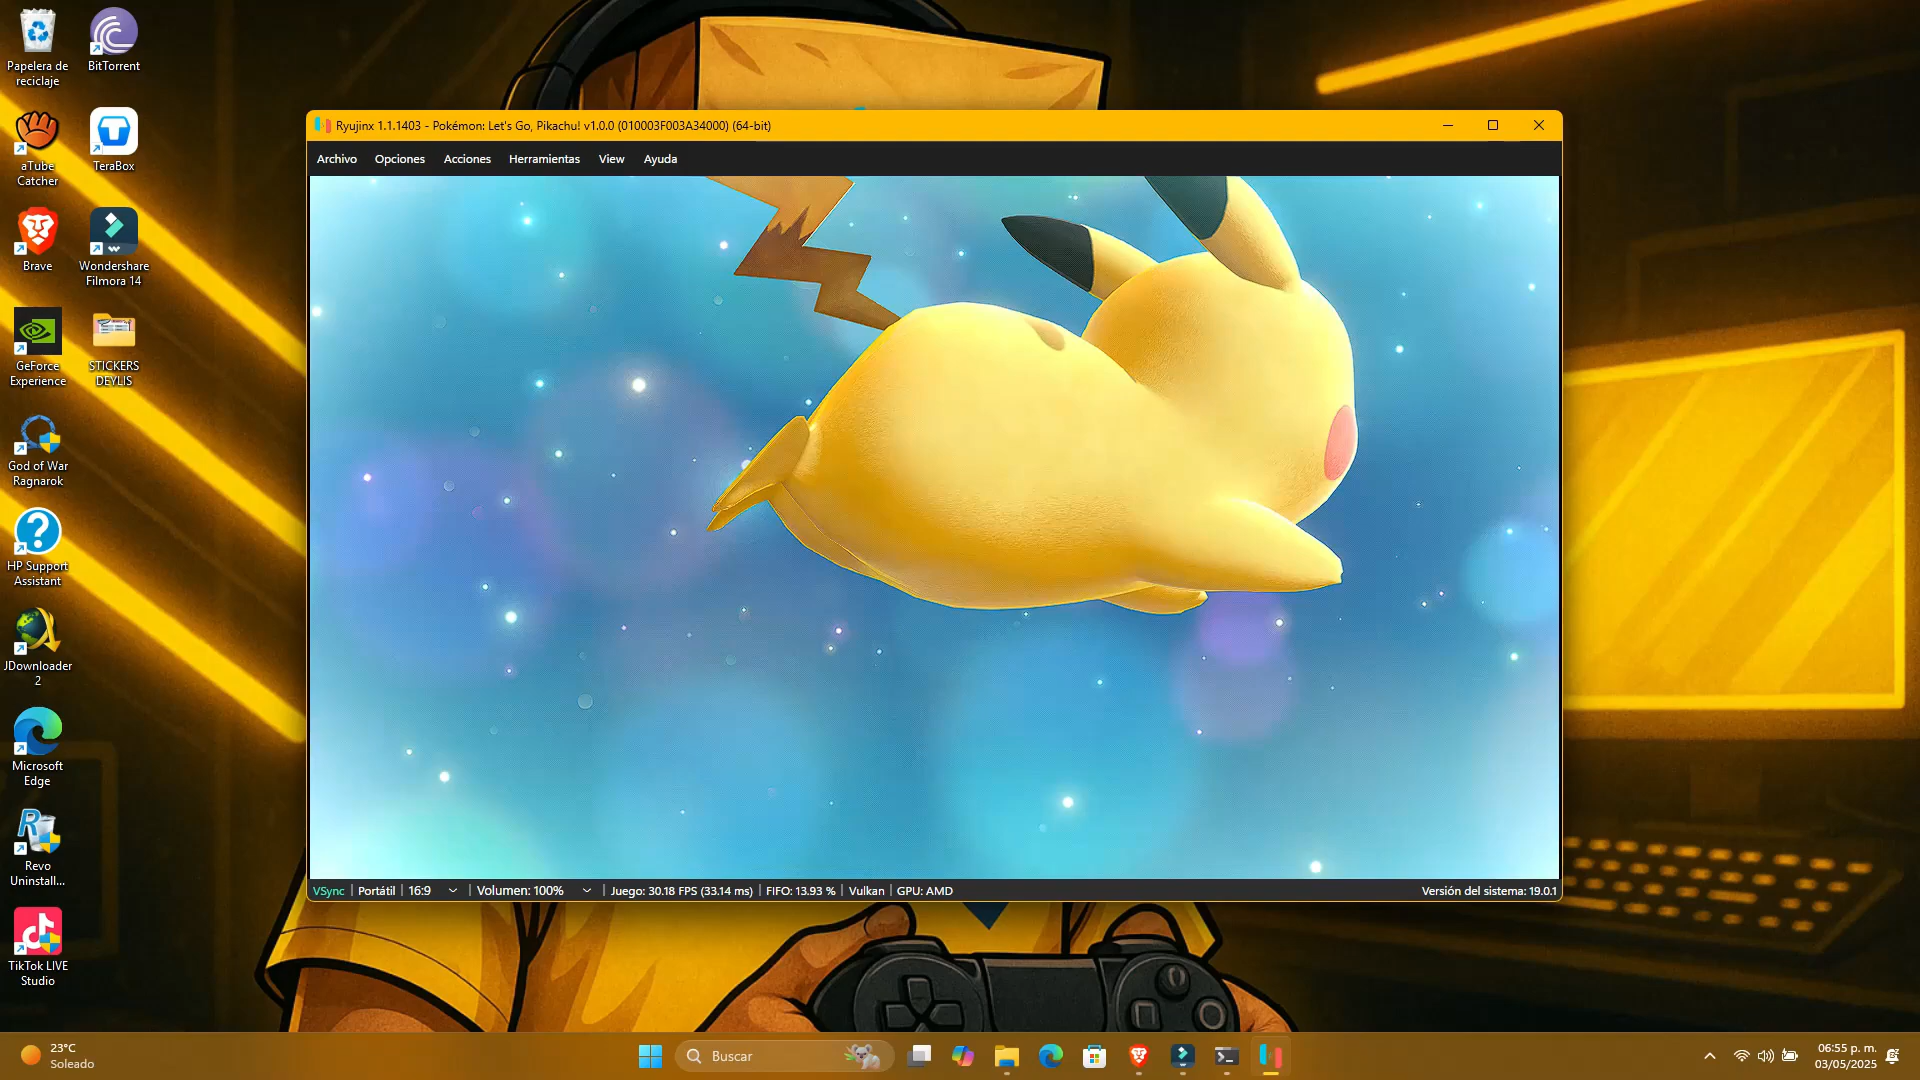 Papelera de
reciclaje
BitTorrent
aTube
Catcher
TeraBox
Brave
Wondershare
Filmora 14
GeForce
Experience
STICKERS
DEYLIS
God of War
Ragnarok
HP Support
Assistant
JDownloader
2
Microsoft
Edge
Revo
Uninstall...
TikTok LIVE
Studio
Ryujinx 1.1.1403 - Pokémon: Let's Go, Pikachu! v1.0.0 (010003F003A34000) (64-bit)
Archivo Opciones Acciones Herramientas View Ayuda
VSync | Portátil | 16:9 | Volumen: 100% | Juego: 30.18 FPS (33.14 ms) | FIFO: 13.93 % | Vulkan | GPU: AMD Versión del sistema: 19.0.1
23°C
Soleado
Buscar
06:55 p. m.
03/05/2025